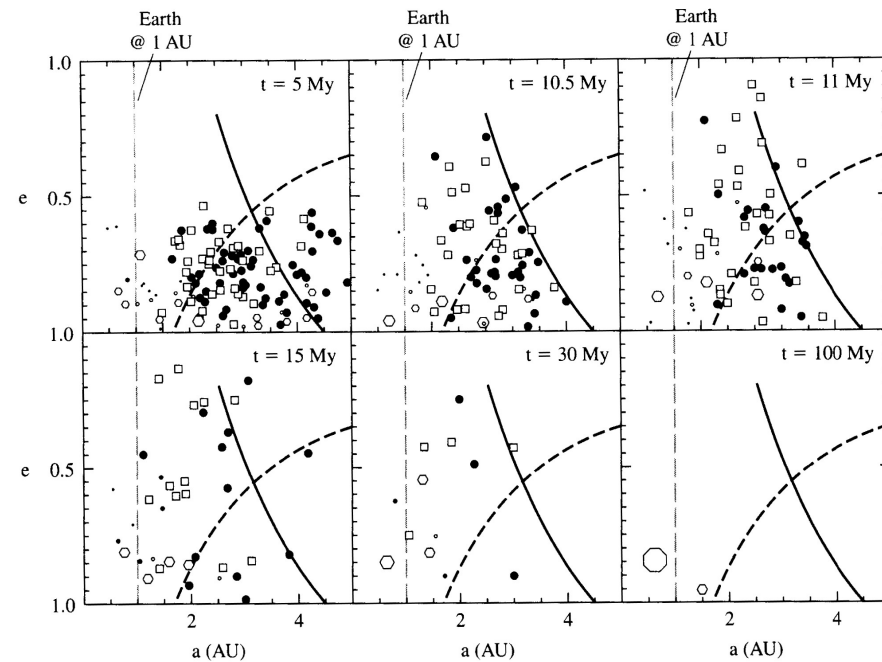 Earth
@ 1 AU
Earth
@ 1 AU
Earth
@ 1 AU
1.0
t = 5 My
t = 10.5 My
t = 11 My
e
0.5
1.0
t = 15 My
t = 30 My
t = 100 My
e
0.5
1.0
2
4
2
4
2
4
a (AU)
a (AU)
a (AU)